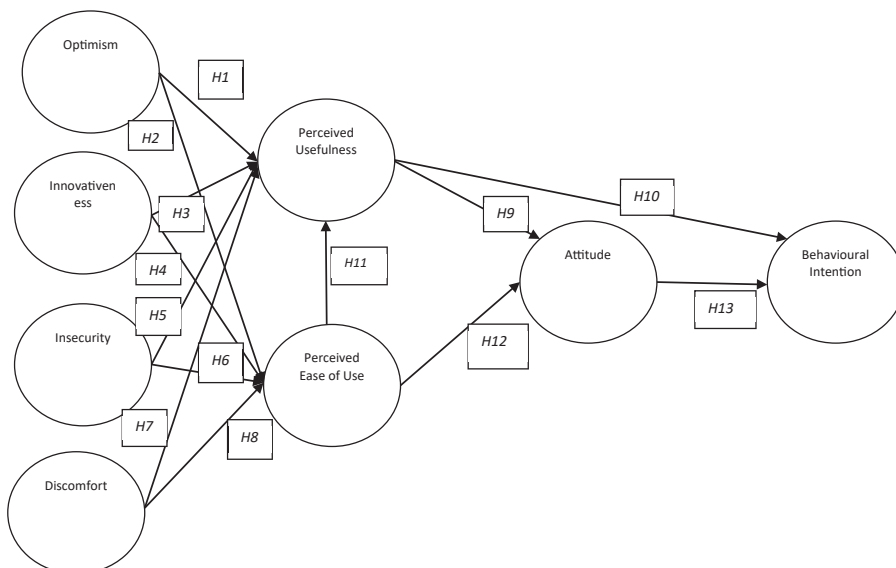 Optimism
H1
H2
Perceived
Usefulness
Innovativen
ess
H3
H10
H9
H4
H11
Attitude
Behavioural
Intention
H5
Insecurity
H6
Perceived
Ease of Use
H12
H13
H7
H8
Discomfort